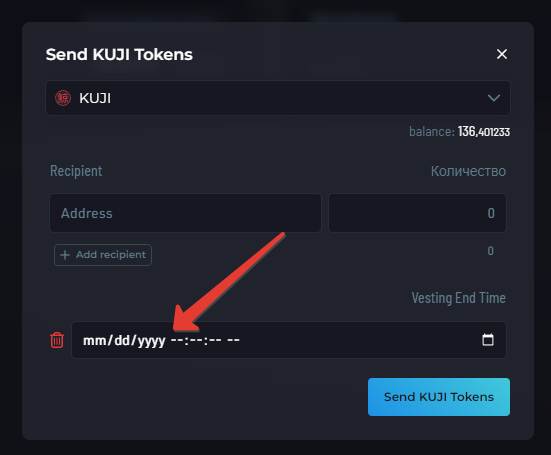 Send KUJI Tokens
KUJI
balance: 136,401233
Recipient Количество
Address 0
Add recipient 0
Vesting End Time
mm/dd/yyyy --:--:-- --
Send KUJI Tokens